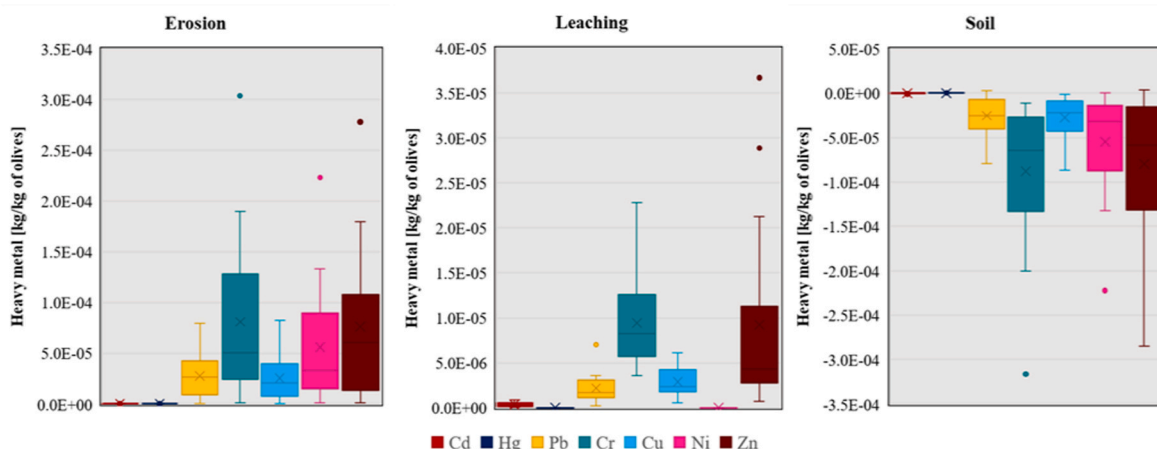 Erosion
Leaching
Soil
Heavy metal [kg/kg of olives]
3.5E-04
3.0E-04
2.5E-04
2.0E-04
1.5E-04
1.0E-04
5.0E-05
0.0E+00
Heavy metal [kg/kg of olives]
4.0E-05
3.5E-05
3.0E-05
2.5E-05
2.0E-05
1.5E-05
1.0E-05
5.0E-06
0.0E+00
Heavy metal [kg/kg of olives]
5.0E-05
0.0E+00
-5.0E-05
-1.0E-04
-1.5E-04
-2.0E-04
-2.5E-04
-3.0E-04
-3.5E-04
Cd Hg Pb Cr Cu Ni Zn